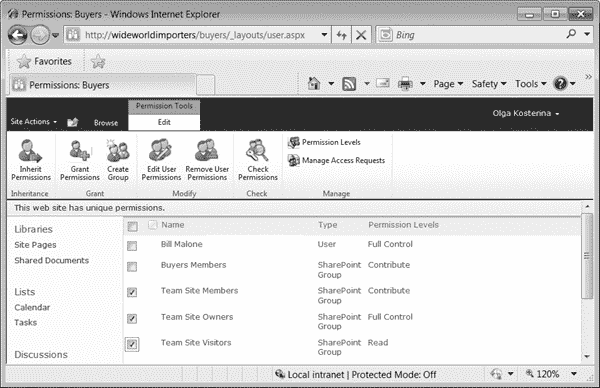 Permissions: Buyers - Windows Internet Explorer
http://wideworldimporters/buyers/_layouts/user.aspx
Bing
Favorites
Permissions: Buyers
Page Safety Tools
Permission Tools
Olga Kostenna
Site Actions Browse Edit
Inherit Permissions
Grant Permissions
Create Group
Edit User Permissions
Remove User Permissions
Check Permissions
Permission Levels
Manage Access Requests
Inheritance Grant Modify Check Manage
This web site has unique permissions.
Libraries
Site Pages
Shared Documents
Lists
Calendar
Tasks
Discussions
Name Type Permission Levels
Bill Malone User Full Control
Buyers Members SharePoint Group Contribute
Team Site Members SharePoint Group Contribute
Team Site Owners SharePoint Group Full Control
Team Site Visitors SharePoint Group Read
Local intranet | Protected Mode: Off
120%